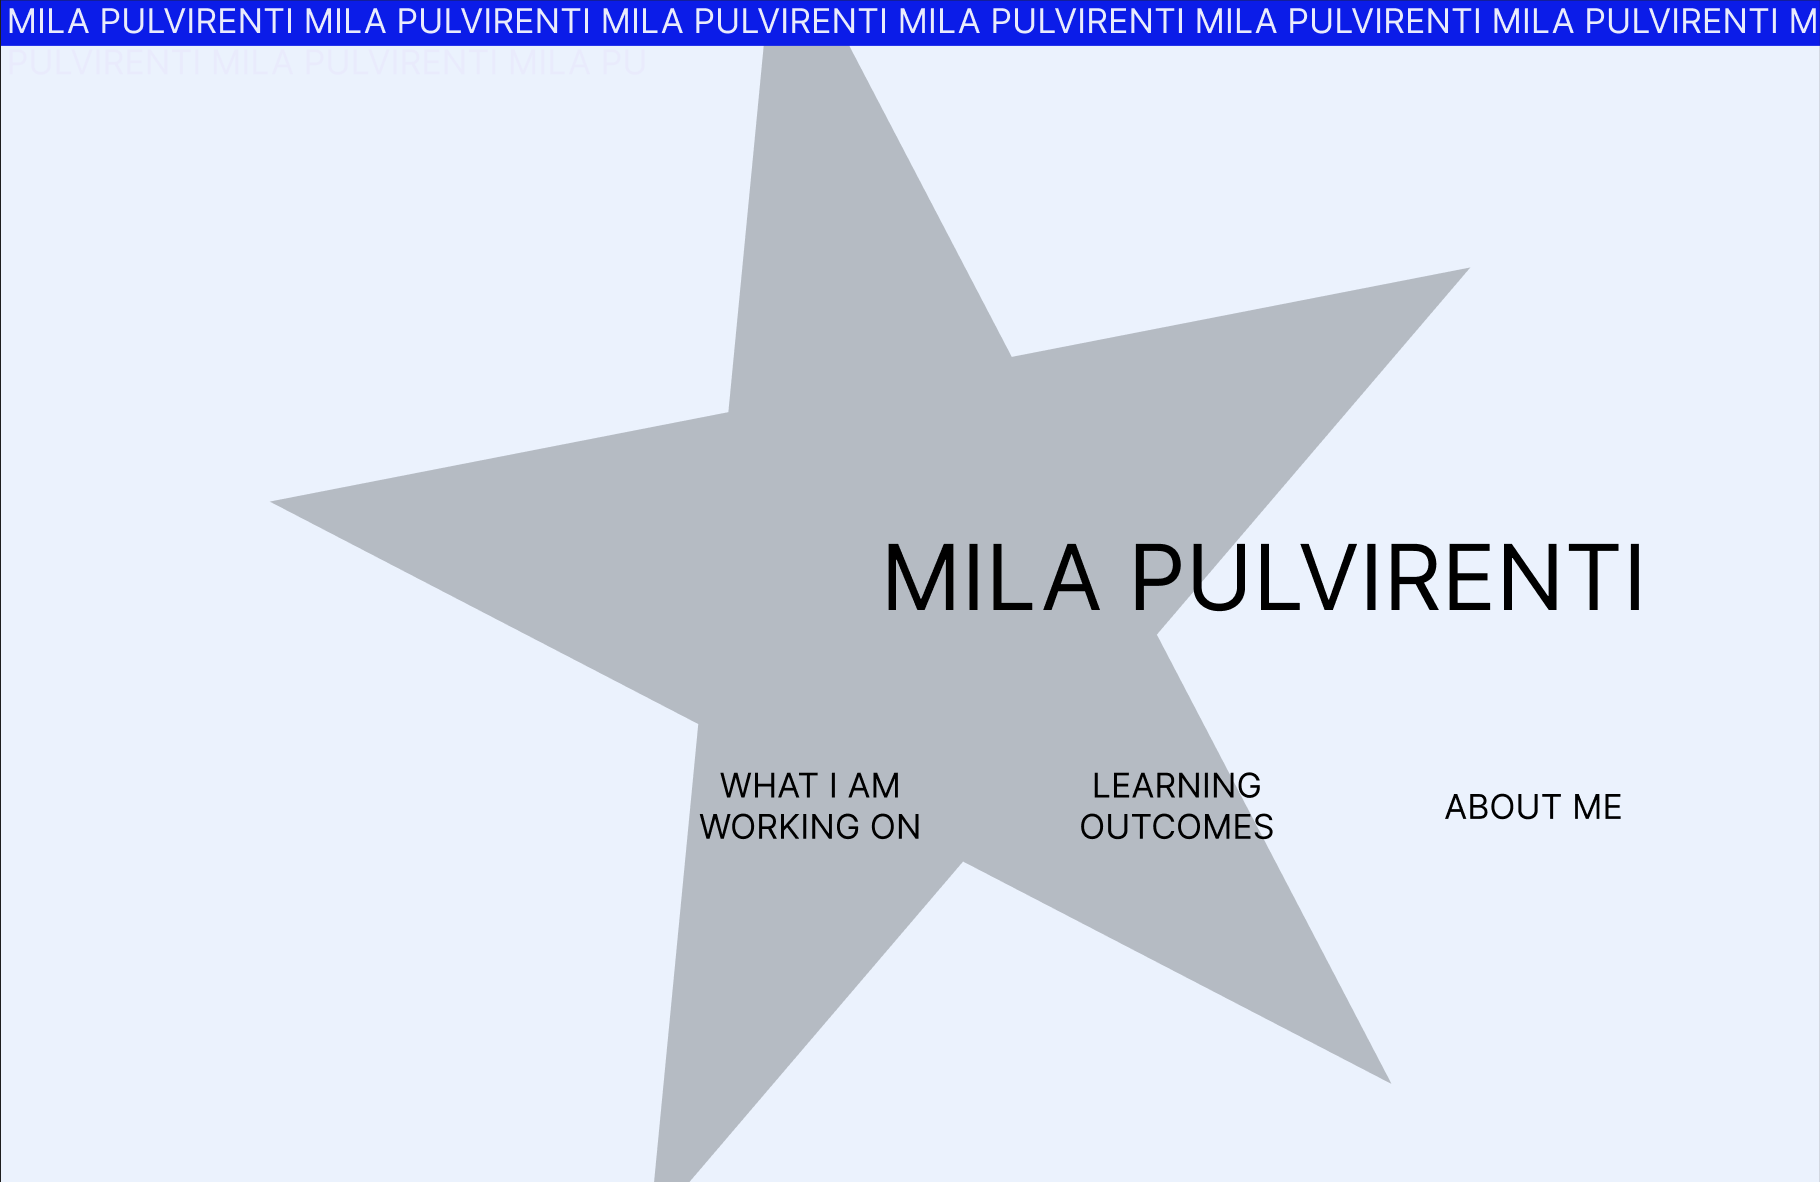 MILA PULVIRENTI MILA PULVIRENTI MILA PULVIRENTI MILA PULVIRENTI MILA PULVIRENTI MILA PULVIRENTI M
PULVIRENTI MILA PULVIRENTI MILA PU
MILA PULVIRENTI
WHAT I AM
WORKING ON
LEARNING
OUTCOMES
ABOUT ME